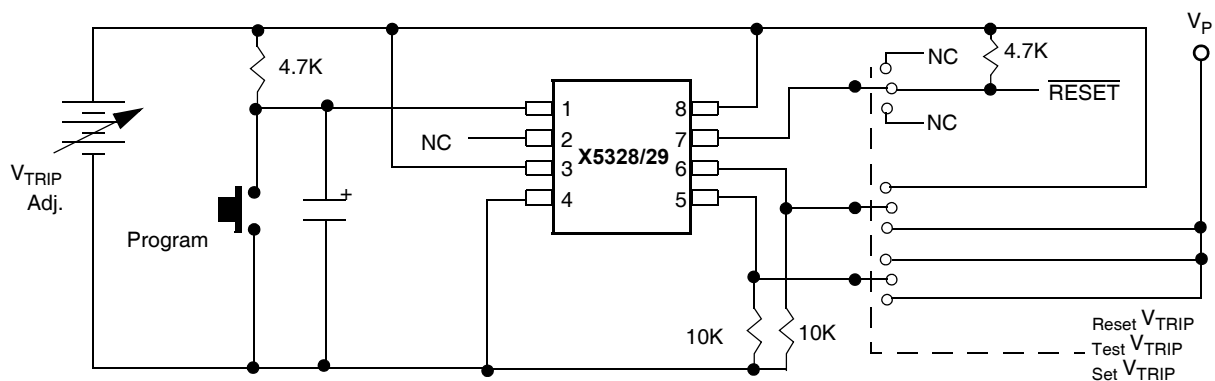 V_P
4.7K
NC
4.7K
RESET
NC
1
8
2
7
NC
X5328/29
3
6
4
5
V_TRIP
Adj.
+
Program
10K
10K
Reset V_TRIP
Test V_TRIP
Set V_TRIP